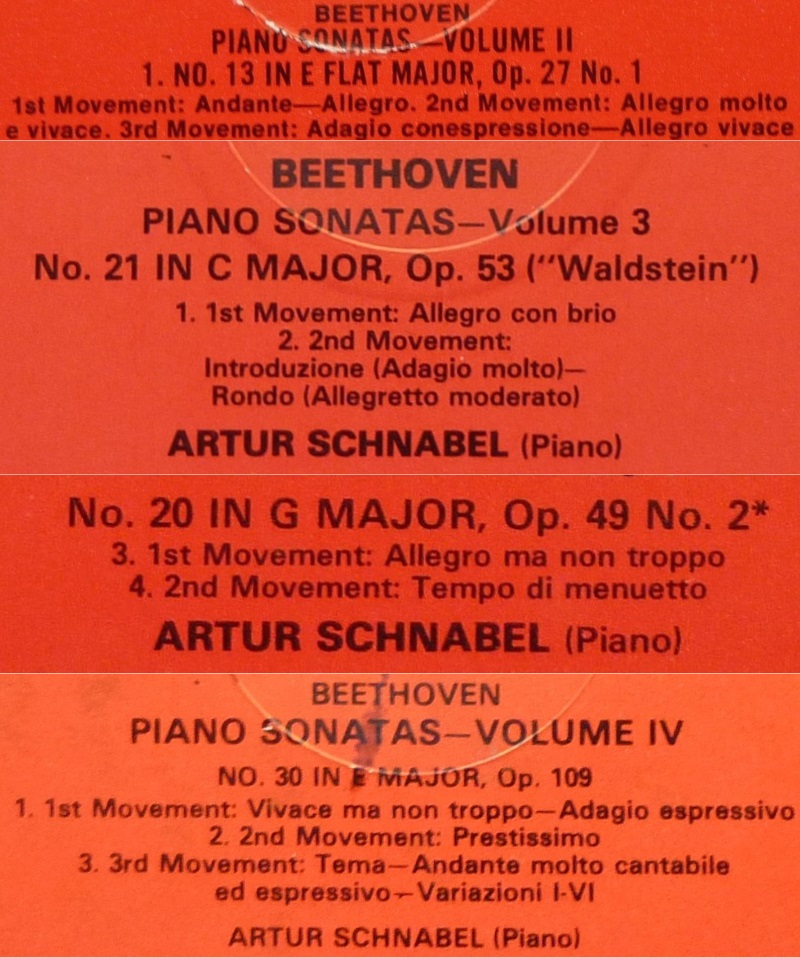 BEETHOVEN
PIANO SONATAS—VOLUME II
1. NO. 13 IN E FLAT MAJOR, Op. 27 No. 1
1st Movement: Andante—Allegro. 2nd Movement: Allegro molto
e vivace. 3rd Movement: Adagio conespressione—Allegro vivace
BEETHOVEN
PIANO SONATAS—Volume 3
No. 21 IN C MAJOR, Op. 53 ("Waldstein")
1. 1st Movement: Allegro con brio
2. 2nd Movement:
Introduzione (Adagio molto)—
Rondo (Allegretto moderato)
ARTUR SCHNABEL (Piano)
No. 20 IN G MAJOR, Op. 49 No. 2*
3. 1st Movement: Allegro ma non troppo
4. 2nd Movement: Tempo di menuetto
ARTUR SCHNABEL (Piano)
BEETHOVEN
PIANO SONATAS—VOLUME IV
NO. 30 IN E MAJOR, Op. 109
1. 1st Movement: Vivace ma non troppo—Adagio espressivo
2. 2nd Movement: Prestissimo
3. 3rd Movement: Tema—Andante molto cantabile
ed espressivo—Variazioni I-VI
ARTUR SCHNABEL (Piano)